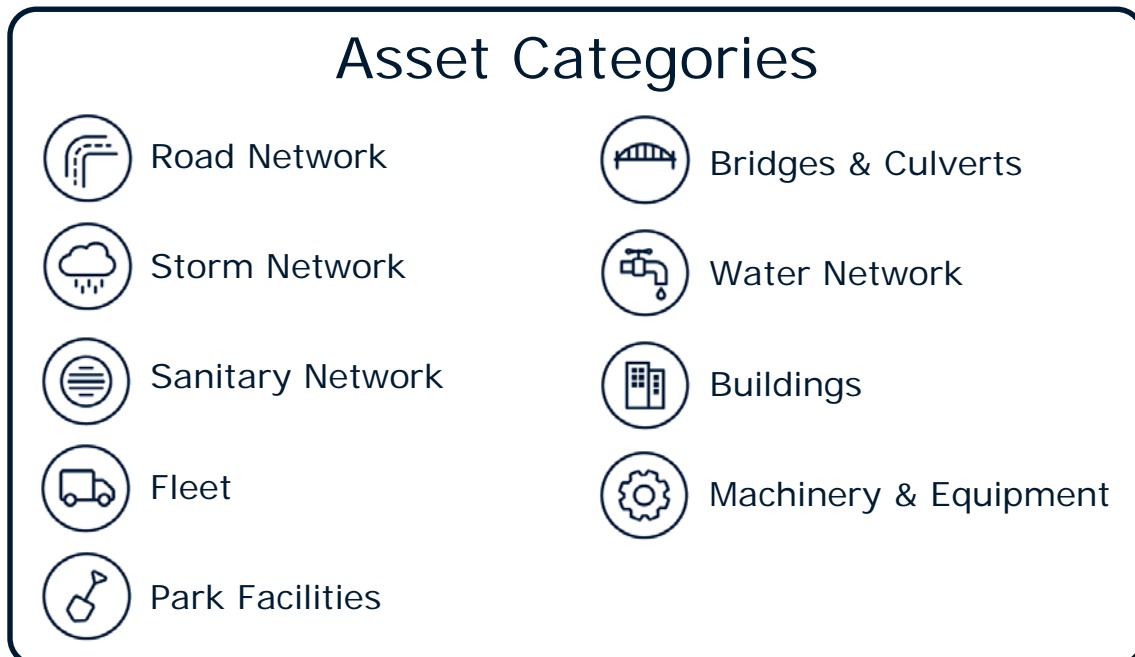 Asset Categories
Road Network
Bridges & Culverts
Storm Network
Water Network
Sanitary Network
Buildings
Fleet
Machinery & Equipment
Park Facilities